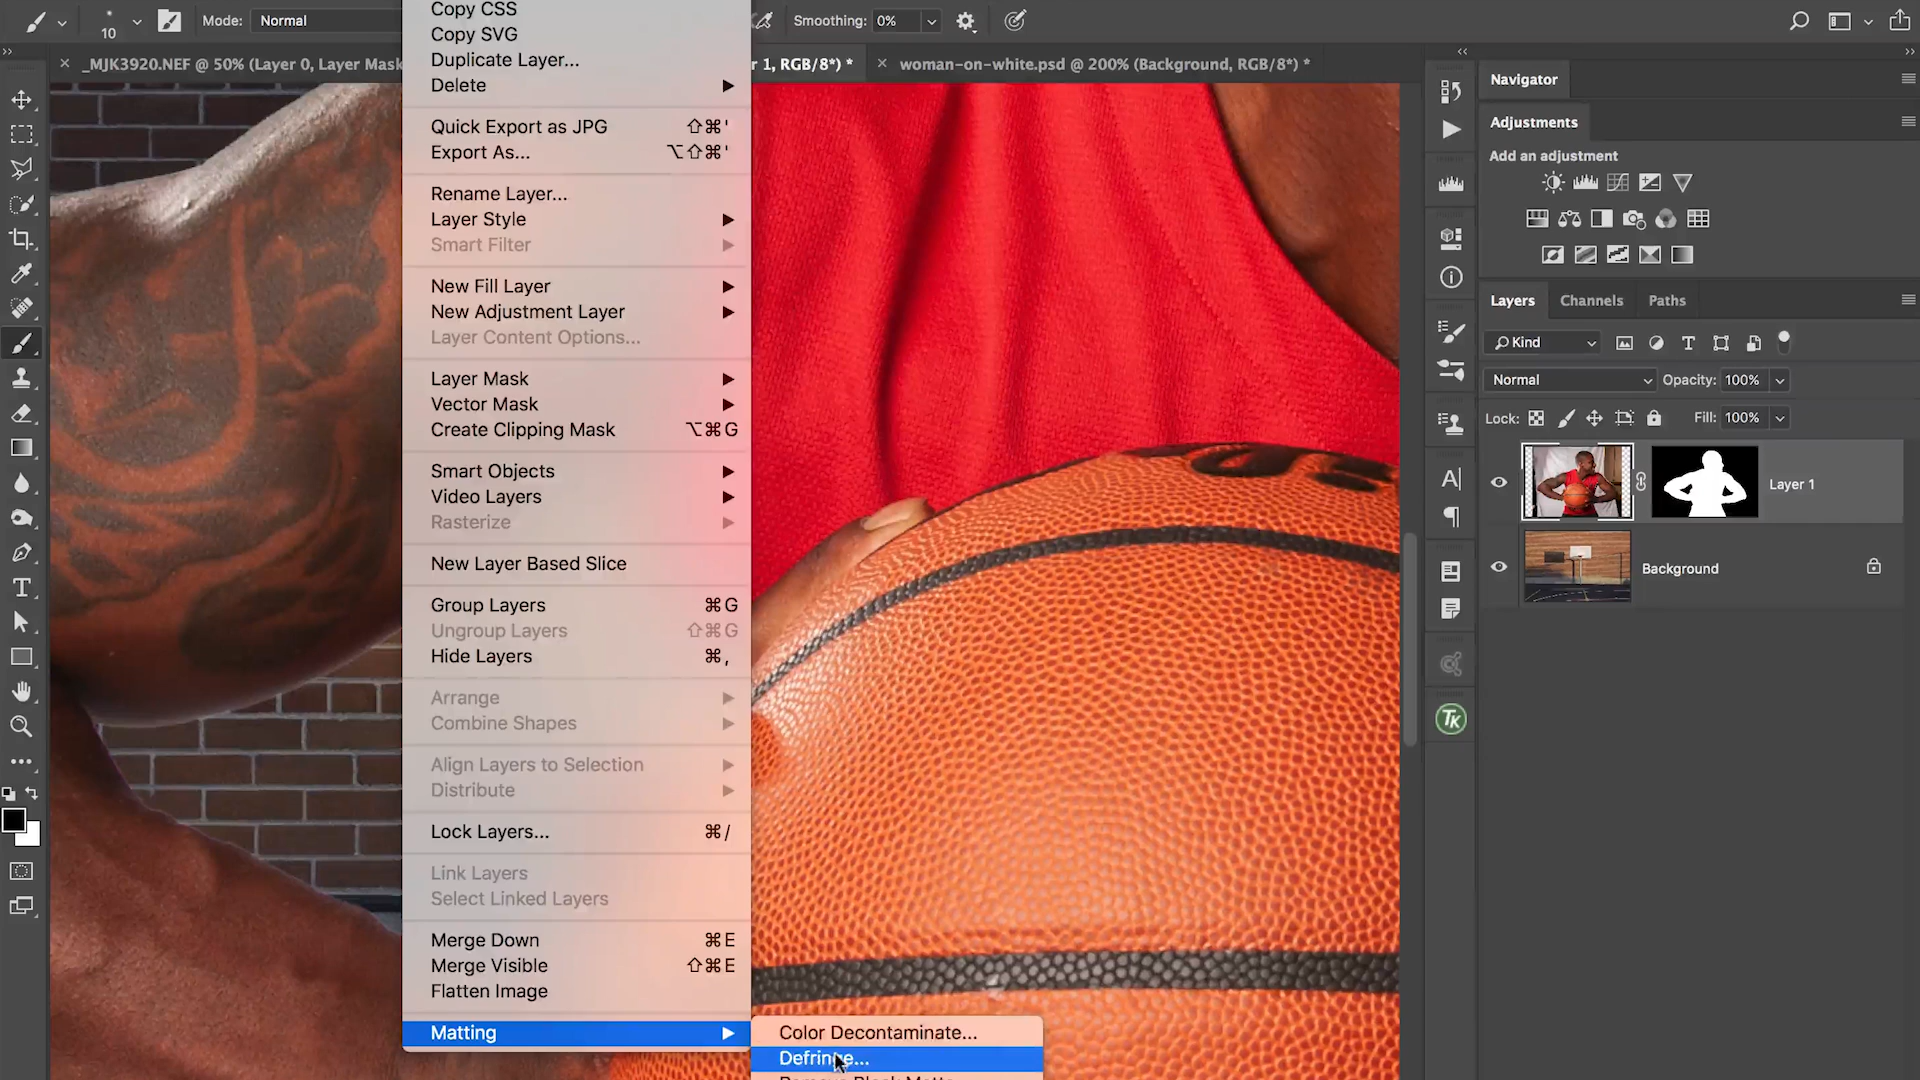 10
Mode: Normal
Smoothing: 0%
_MJK3920.NEF @ 50% (Layer 0, Layer Mask
r 1, RGB/8*) *
woman-on-white.psd @ 200% (Background, RGB/8*) *
Copy CSS
Copy SVG
Duplicate Layer...
Delete
Quick Export as JPG ⇧⌘'
Export As... ⌥⇧⌘'
Rename Layer...
Layer Style
Smart Filter
New Fill Layer
New Adjustment Layer
Layer Content Options...
Layer Mask
Vector Mask
Create Clipping Mask ⌥⌘G
Smart Objects
Video Layers
Rasterize
New Layer Based Slice
Group Layers ⌘G
Ungroup Layers ⇧⌘G
Hide Layers ⌘,
Arrange
Combine Shapes
Align Layers to Selection
Distribute
Lock Layers... ⌘/
Link Layers
Select Linked Layers
Merge Down ⌘E
Merge Visible ⇧⌘E
Flatten Image
Matting
Color Decontaminate...
Defringe...
Navigator
Adjustments
Add an adjustment
Layers Channels Paths
Kind
Normal Opacity: 100%
Lock: Fill: 100%
Layer 1
Background
TK